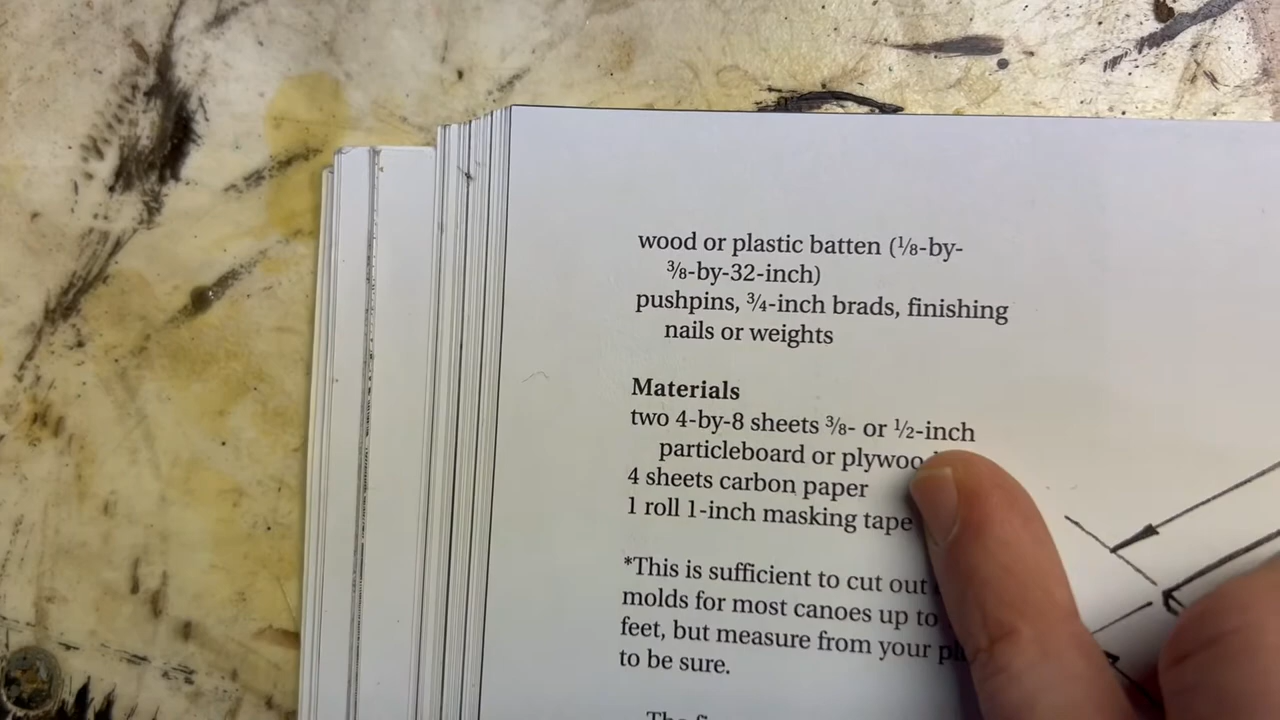 wood or plastic batten (⅛-by-
⅜-by-32-inch)
pushpins, ¾-inch brads, finishing
nails or weights
Materials
two 4-by-8 sheets ⅜- or ½-inch
particleboard or
4 sheets carbon paper
1 roll 1-inch masking tape
*This is sufficient to cut out
molds for most canoes up to
feet, but measure from your
to be sure.
The